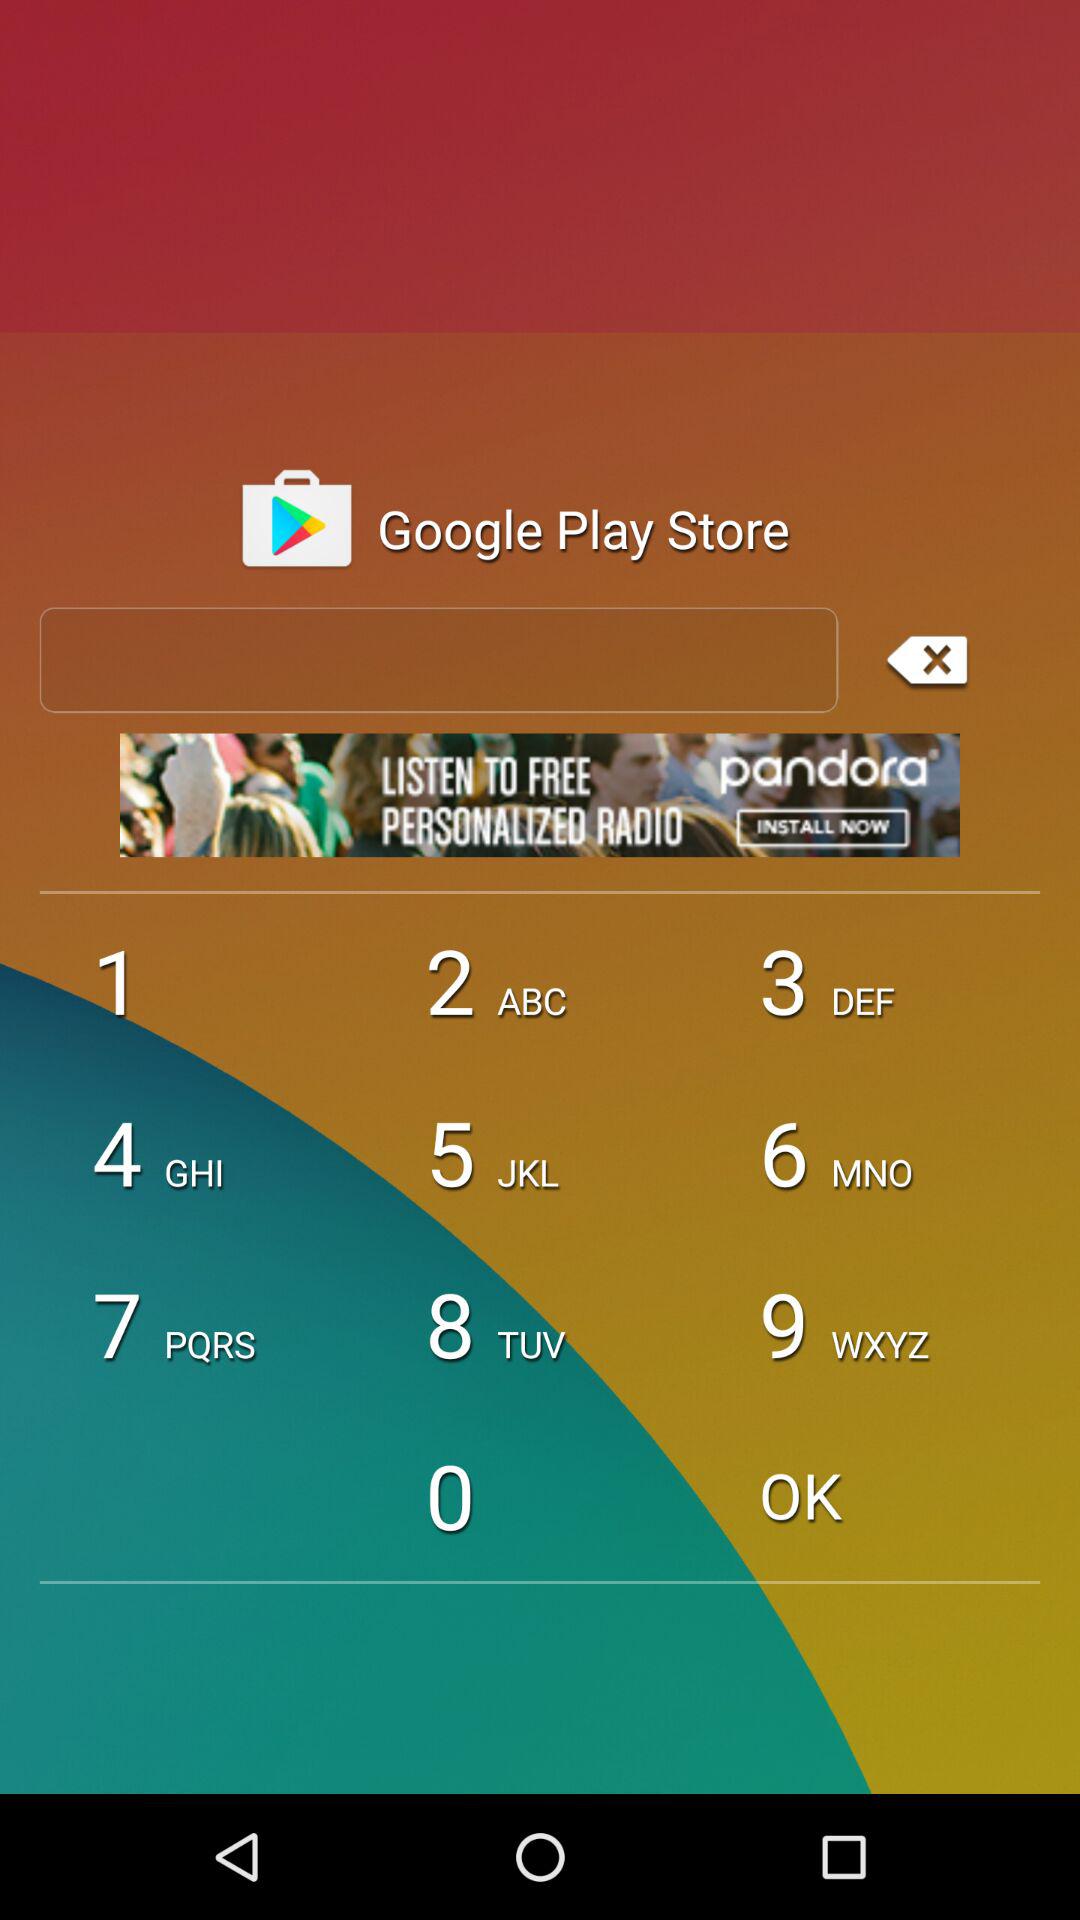 Google Play Store
LISTEN TO FREE
PERSONALIZED RADIO
pandora®
INSTALL NOW
1
2 ABC
3 DEF
4 GHI
5 JKL
6 MNO
7 PQRS
8 TUV
9 WXYZ
0
OK